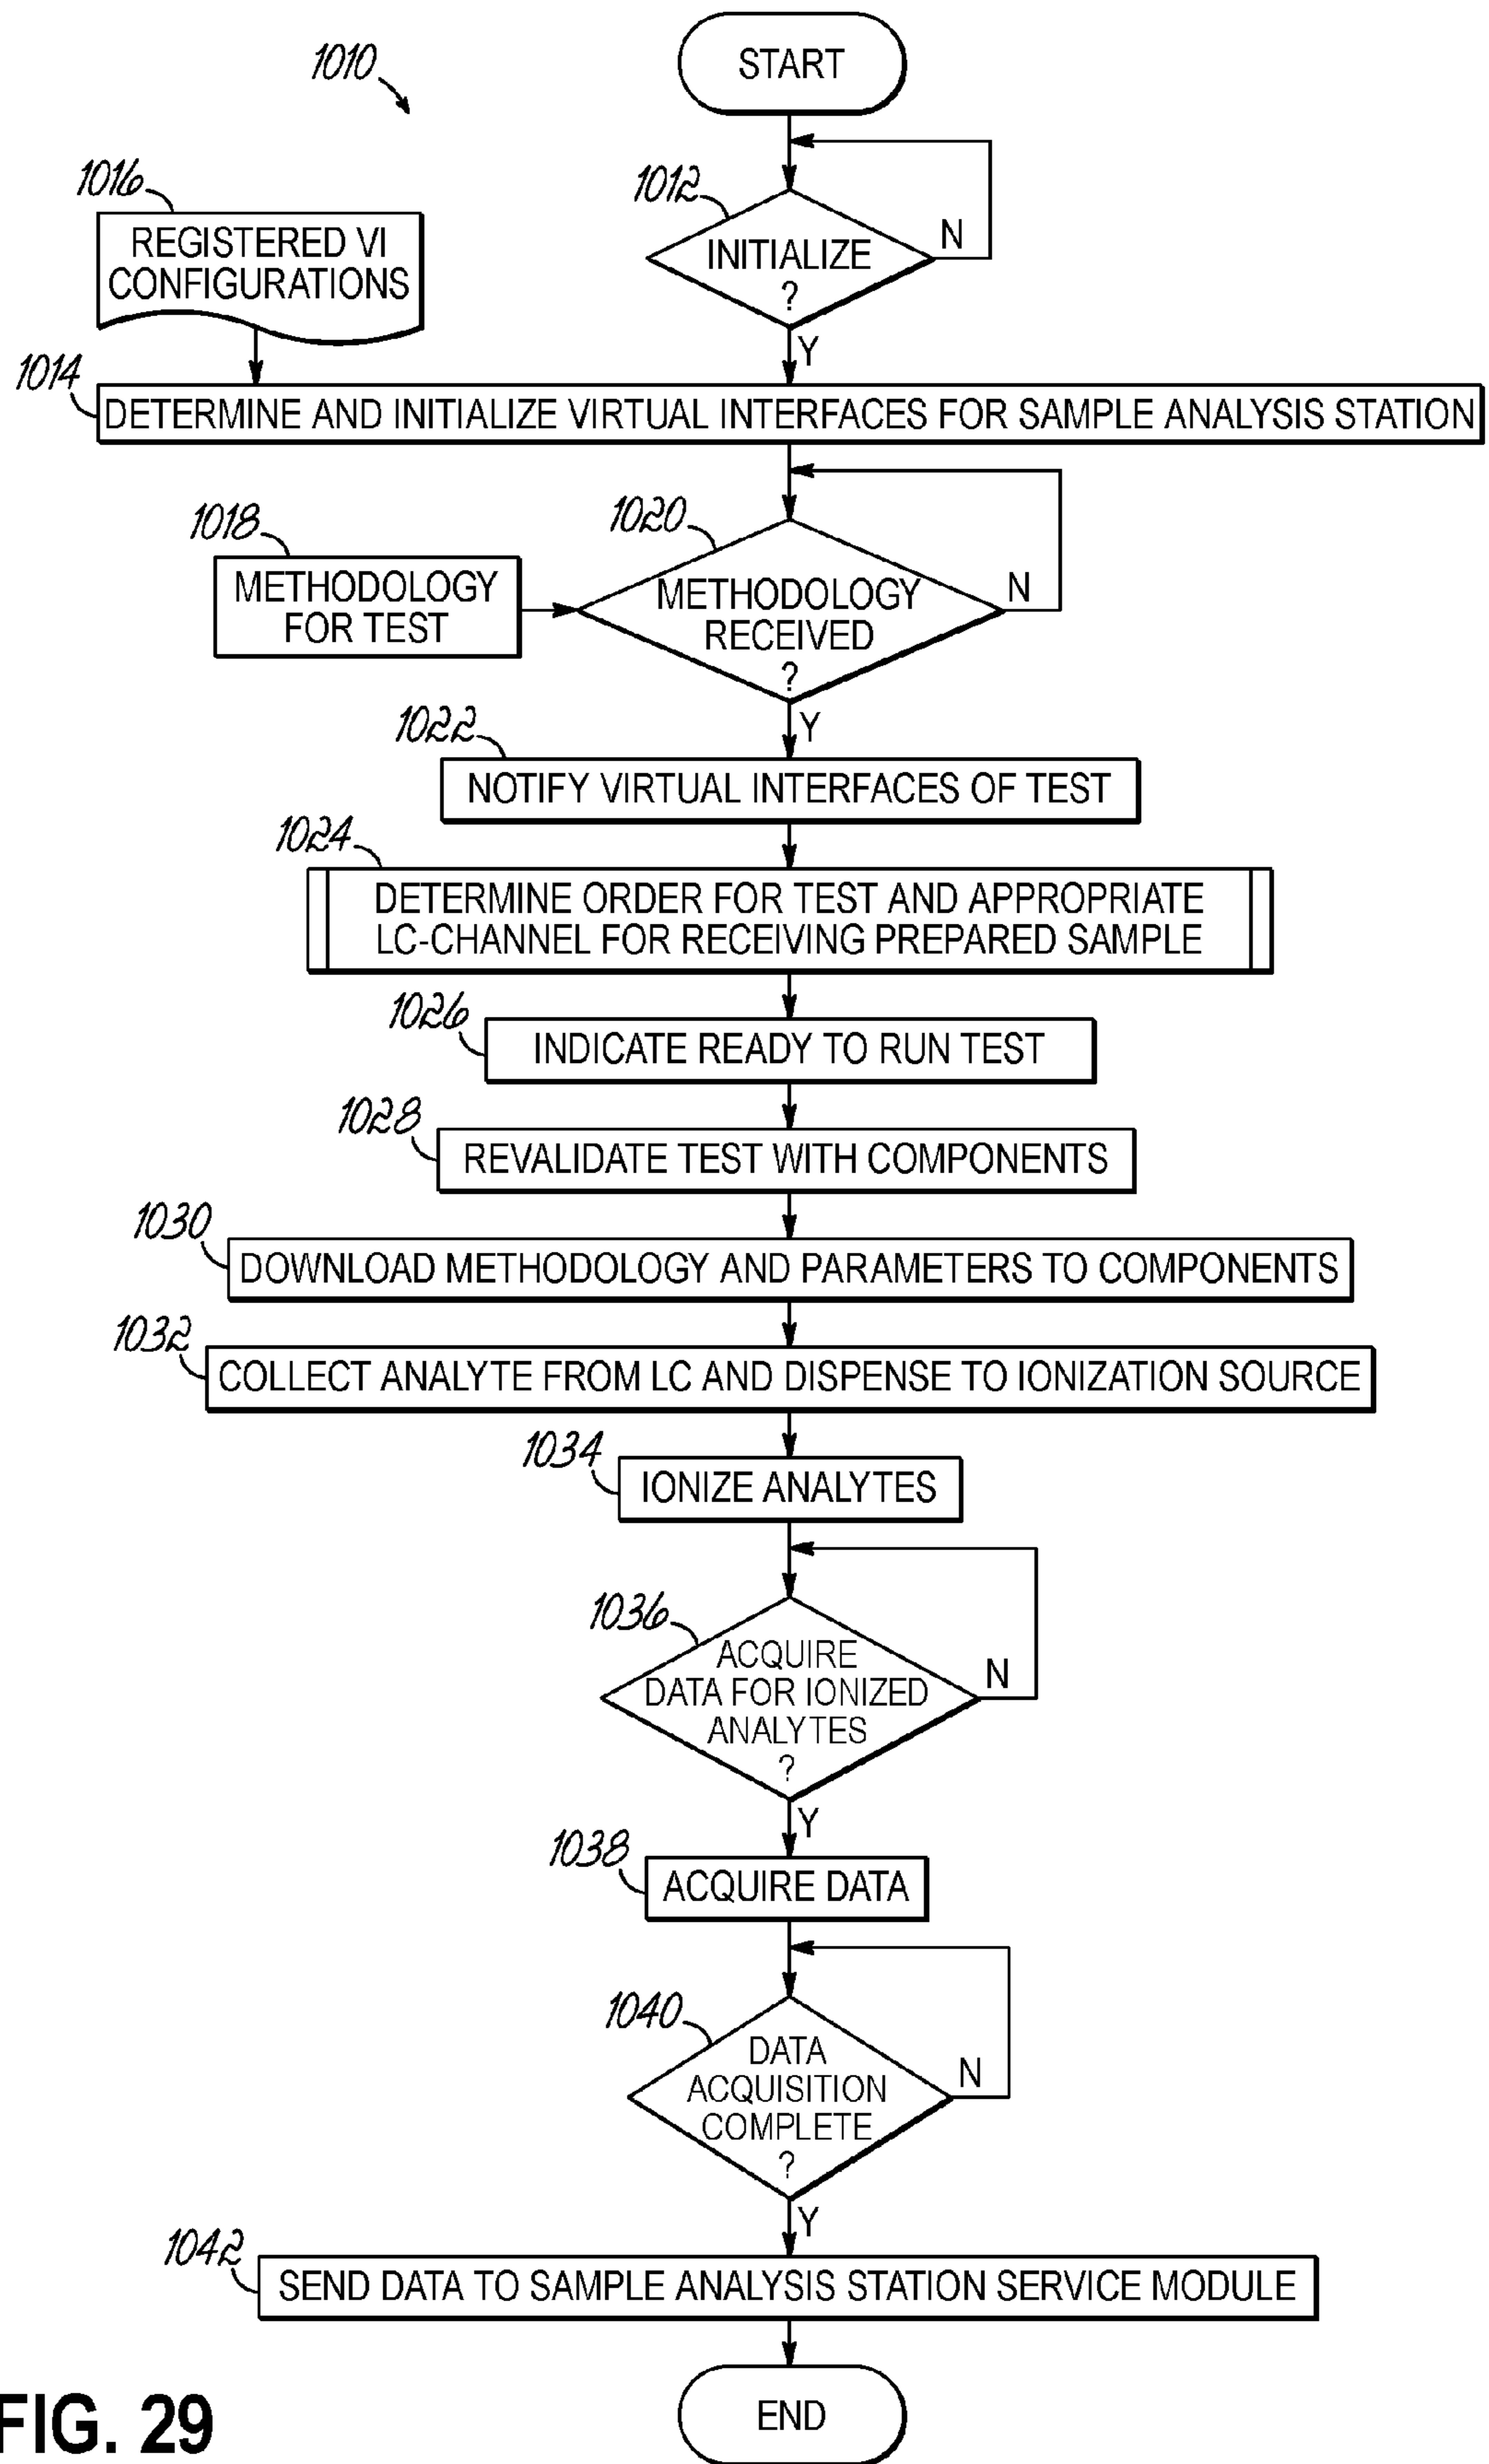 START
1010
1016
REGISTERED VI
CONFIGURATIONS
1012
INITIALIZE
?
N
Y
1014
DETERMINE AND INITIALIZE VIRTUAL INTERFACES FOR SAMPLE ANALYSIS STATION
1018
METHODOLOGY
FOR TEST
1020
METHODOLOGY
RECEIVED
?
N
Y
1022
NOTIFY VIRTUAL INTERFACES OF TEST
1024
DETERMINE ORDER FOR TEST AND APPROPRIATE
LC-CHANNEL FOR RECEIVING PREPARED SAMPLE
1026
INDICATE READY TO RUN TEST
1028
REVALIDATE TEST WITH COMPONENTS
1030
DOWNLOAD METHODOLOGY AND PARAMETERS TO COMPONENTS
1032
COLLECT ANALYTE FROM LC AND DISPENSE TO IONIZATION SOURCE
1034
IONIZE ANALYTES
1036
ACQUIRE
DATA FOR IONIZED
ANALYTES
?
N
Y
1038
ACQUIRE DATA
1040
DATA
ACQUISITION
COMPLETE
?
N
Y
1042
SEND DATA TO SAMPLE ANALYSIS STATION SERVICE MODULE
END
FIG. 29